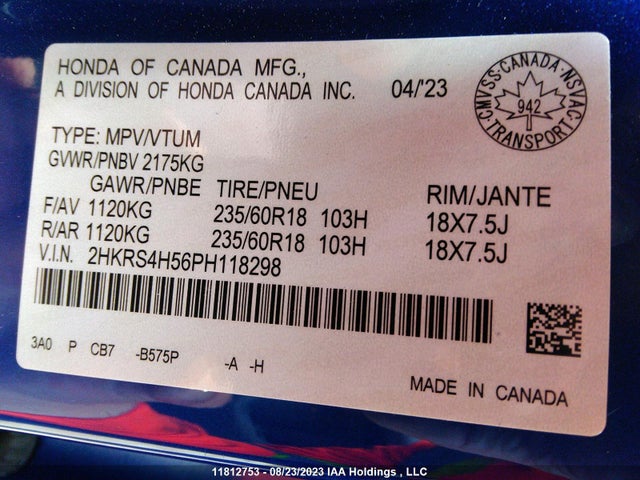 HONDA OF CANADA MFG.,
A DIVISION OF HONDA CANADA INC. 04/'23
CMVSS·CANADA·NSVAC
942
·TRANSPORT·
TYPE: MPV/VTUM
GVWR/PNBV 2175KG
GAWR/PNBE TIRE/PNEU RIM/JANTE
F/AV 1120KG 235/60R18 103H 18X7.5J
R/AR 1120KG 235/60R18 103H 18X7.5J
V.I.N. 2HKRS4H56PH118298
3A0 P CB7 -B575P -A -H
MADE IN CANADA
11812753 - 08/23/2023 IAA Holdings , LLC